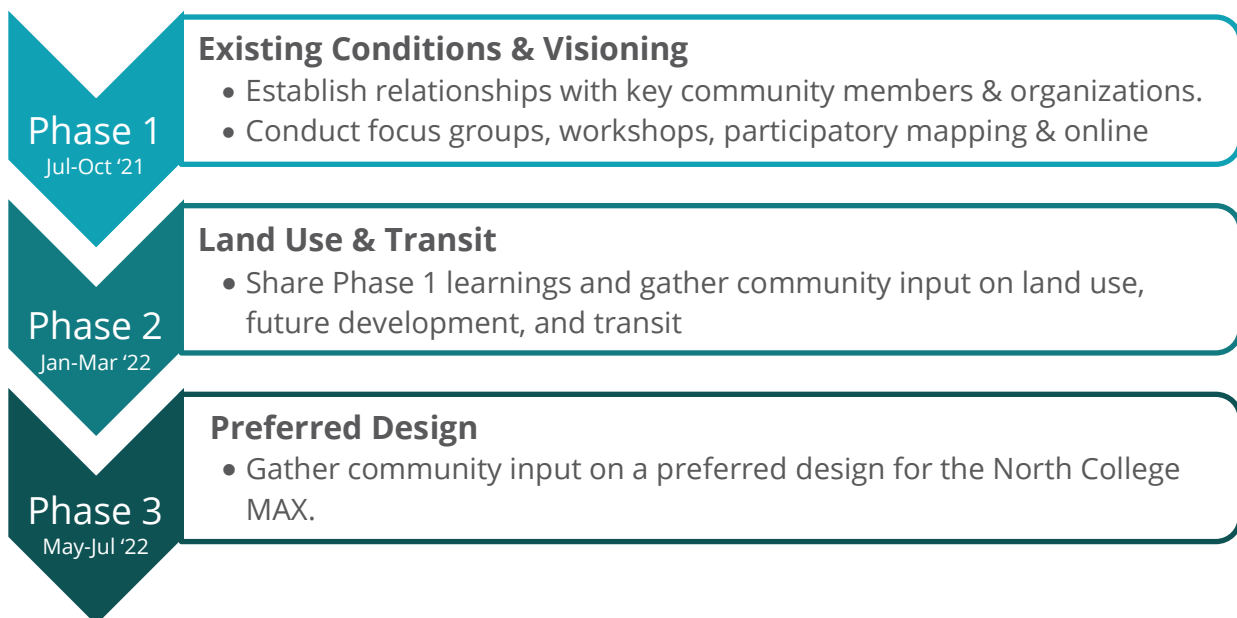 Phase 1
Jul-Oct ‘21
Existing Conditions & Visioning
• Establish relationships with key community members & organizations.
• Conduct focus groups, workshops, participatory mapping & online
Phase 2
Jan-Mar ‘22
Land Use & Transit
• Share Phase 1 learnings and gather community input on land use,
future development, and transit
Phase 3
May-Jul ‘22
Preferred Design
• Gather community input on a preferred design for the North College
MAX.